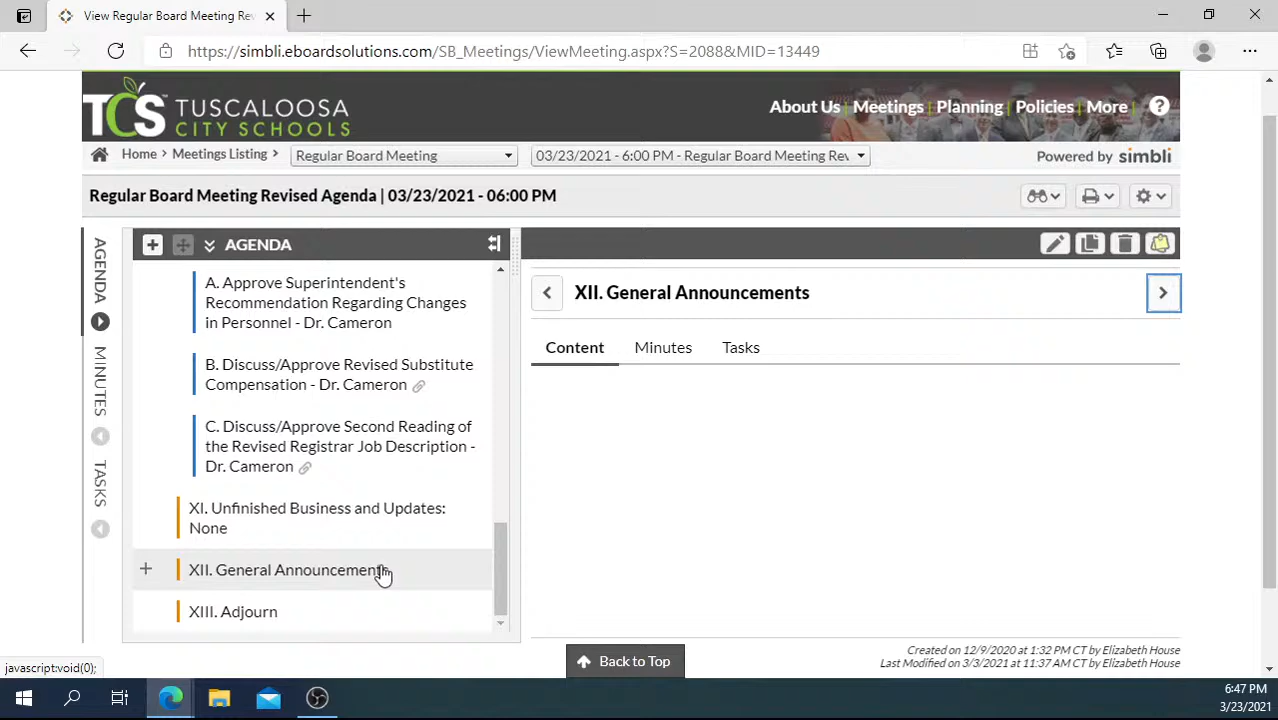 View Regular Board Meeting Rev
https://simbli.eboardsolutions.com/SB_Meetings/ViewMeeting.aspx?S=2088&MID=13449
TCS TUSCALOOSA
CITY SCHOOLS
About Us Meetings Planning Policies More ?
Home Meetings Listing Regular Board Meeting 03/23/2021 - 6:00 PM - Regular Board Meeting Rev Powered by simbli
Regular Board Meeting Revised Agenda | 03/23/2021 - 06:00 PM
AGENDA
MINUTES
TASKS
AGENDA
A. Approve Superintendent's
Recommendation Regarding Changes
in Personnel - Dr. Cameron
B. Discuss/Approve Revised Substitute
Compensation - Dr. Cameron
C. Discuss/Approve Second Reading of
the Revised Registrar Job Description -
Dr. Cameron
XI. Unfinished Business and Updates:
None
XII. General Announcements
XIII. Adjourn
XII. General Announcements
Content Minutes Tasks
Created on 12/9/2020 at 1:32 PM CT by Elizabeth House
Last Modified on 3/3/2021 at 11:37 AM CT by Elizabeth House
Back to Top
javascript:void(0);
6:47 PM
3/23/2021